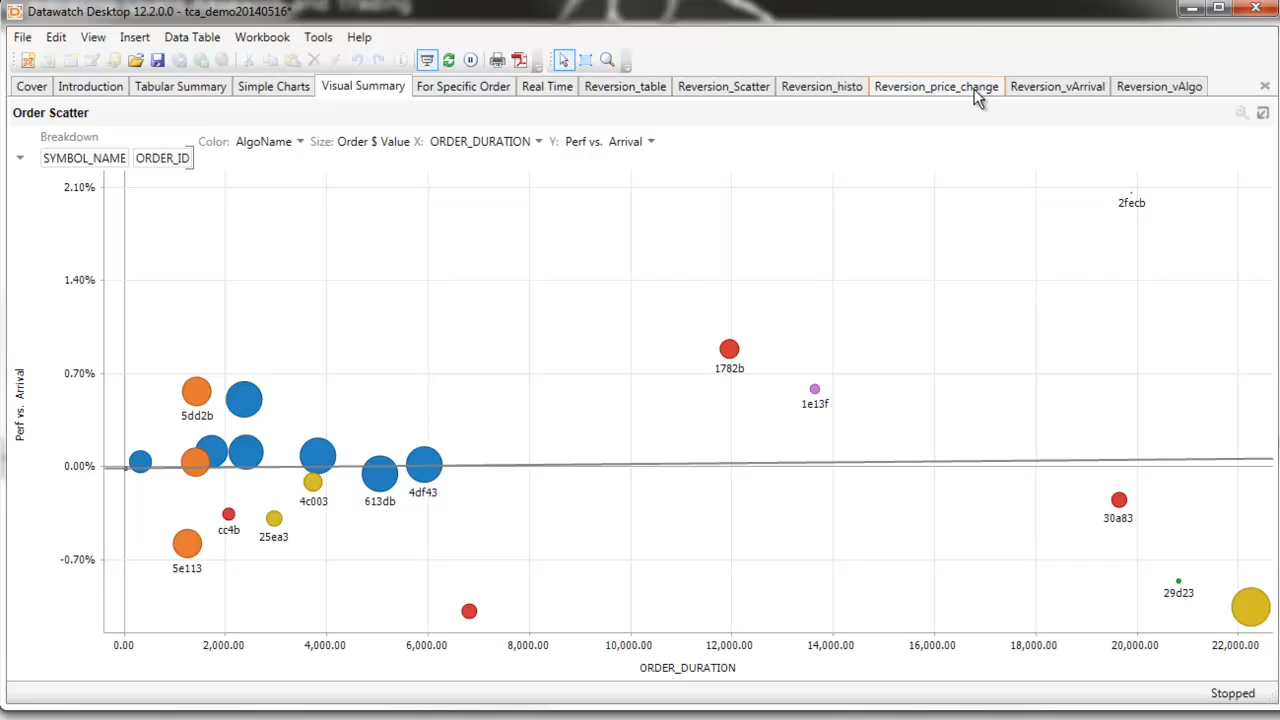 Datawatch Desktop 12.2.0.0 - tca_demo20140516*
File Edit View Insert Data Table Workbook Tools Help
Cover Introduction Tabular Summary Simple Charts Visual Summary For Specific Order Real Time Reversion_table Reversion_Scatter Reversion_histo Reversion_price_change Reversion_vArrival Reversion_vAlgo
Order Scatter
Breakdown
Color: AlgoName Size: Order $ Value X: ORDER_DURATION Y: Perf vs. Arrival
SYMBOL_NAME ORDER_ID
2.10%
2fecb
1.40%
0.70%
1782b
1e13f
5dd2b
Perf vs. Arrival
0.00%
4df43
4c003
613db
30a83
cc4b
25ea3
-0.70%
5e113
29d23
0.00 2,000.00 4,000.00 6,000.00 8,000.00 10,000.00 12,000.00 14,000.00 16,000.00 18,000.00 20,000.00 22,000.00
ORDER_DURATION
Stopped